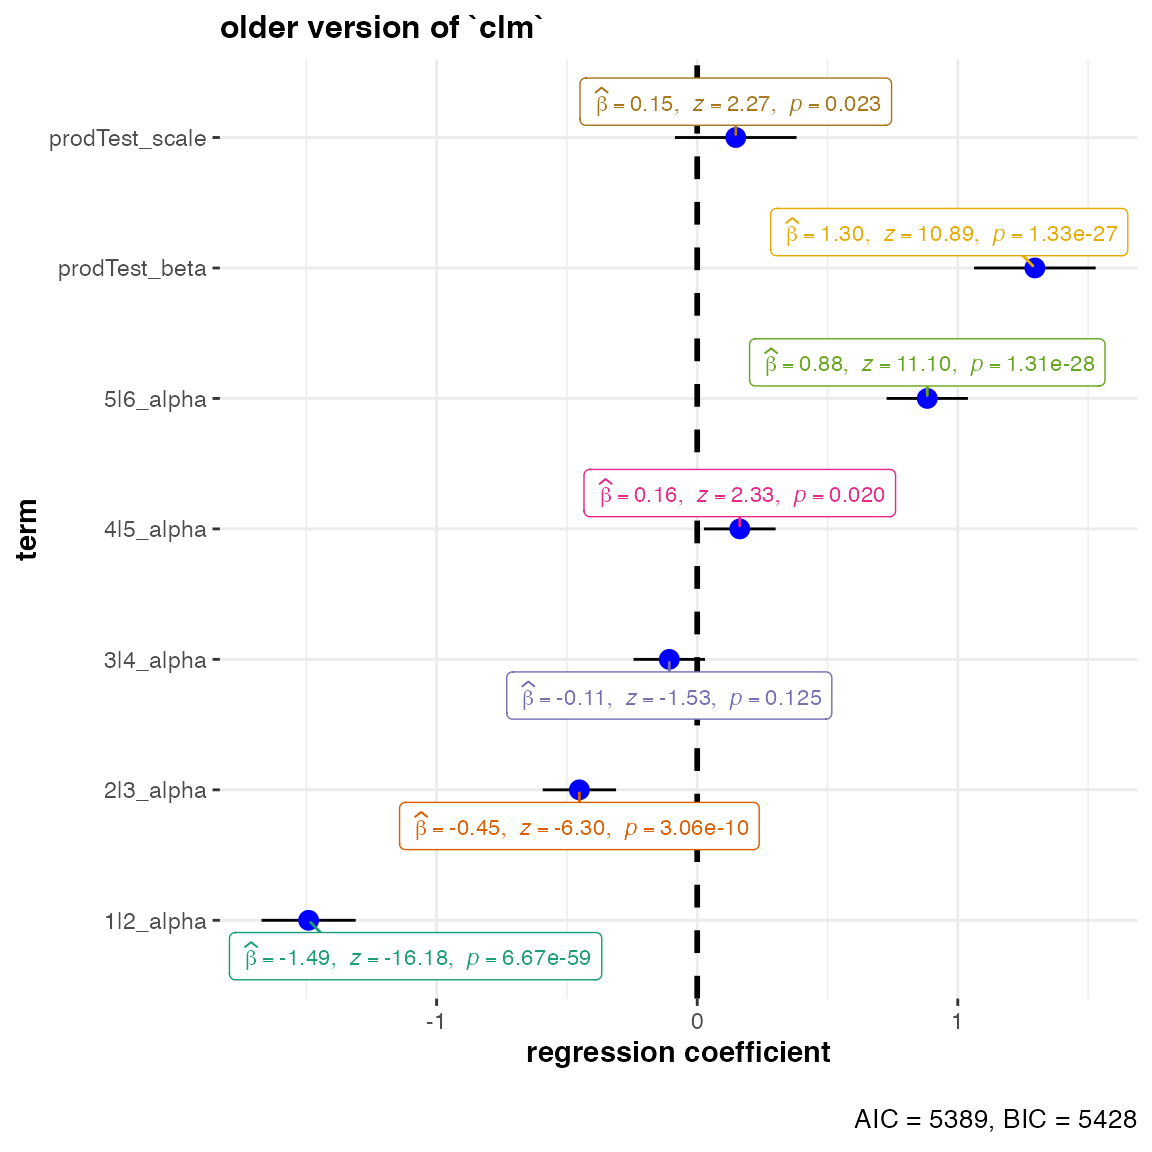 older version of `clm`
β̂ = 0.15, z = 2.27, p = 0.023
prodTest_scale
β̂ = 1.30, z = 10.89, p = 1.33e-27
prodTest_beta
β̂ = 0.88, z = 11.10, p = 1.31e-28
5|6_alpha
β̂ = 0.16, z = 2.33, p = 0.020
4|5_alpha
term
3|4_alpha
β̂ = -0.11, z = -1.53, p = 0.125
2|3_alpha
β̂ = -0.45, z = -6.30, p = 3.06e-10
1|2_alpha
β̂ = -1.49, z = -16.18, p = 6.67e-59
-1 0 1
regression coefficient
AIC = 5389, BIC = 5428